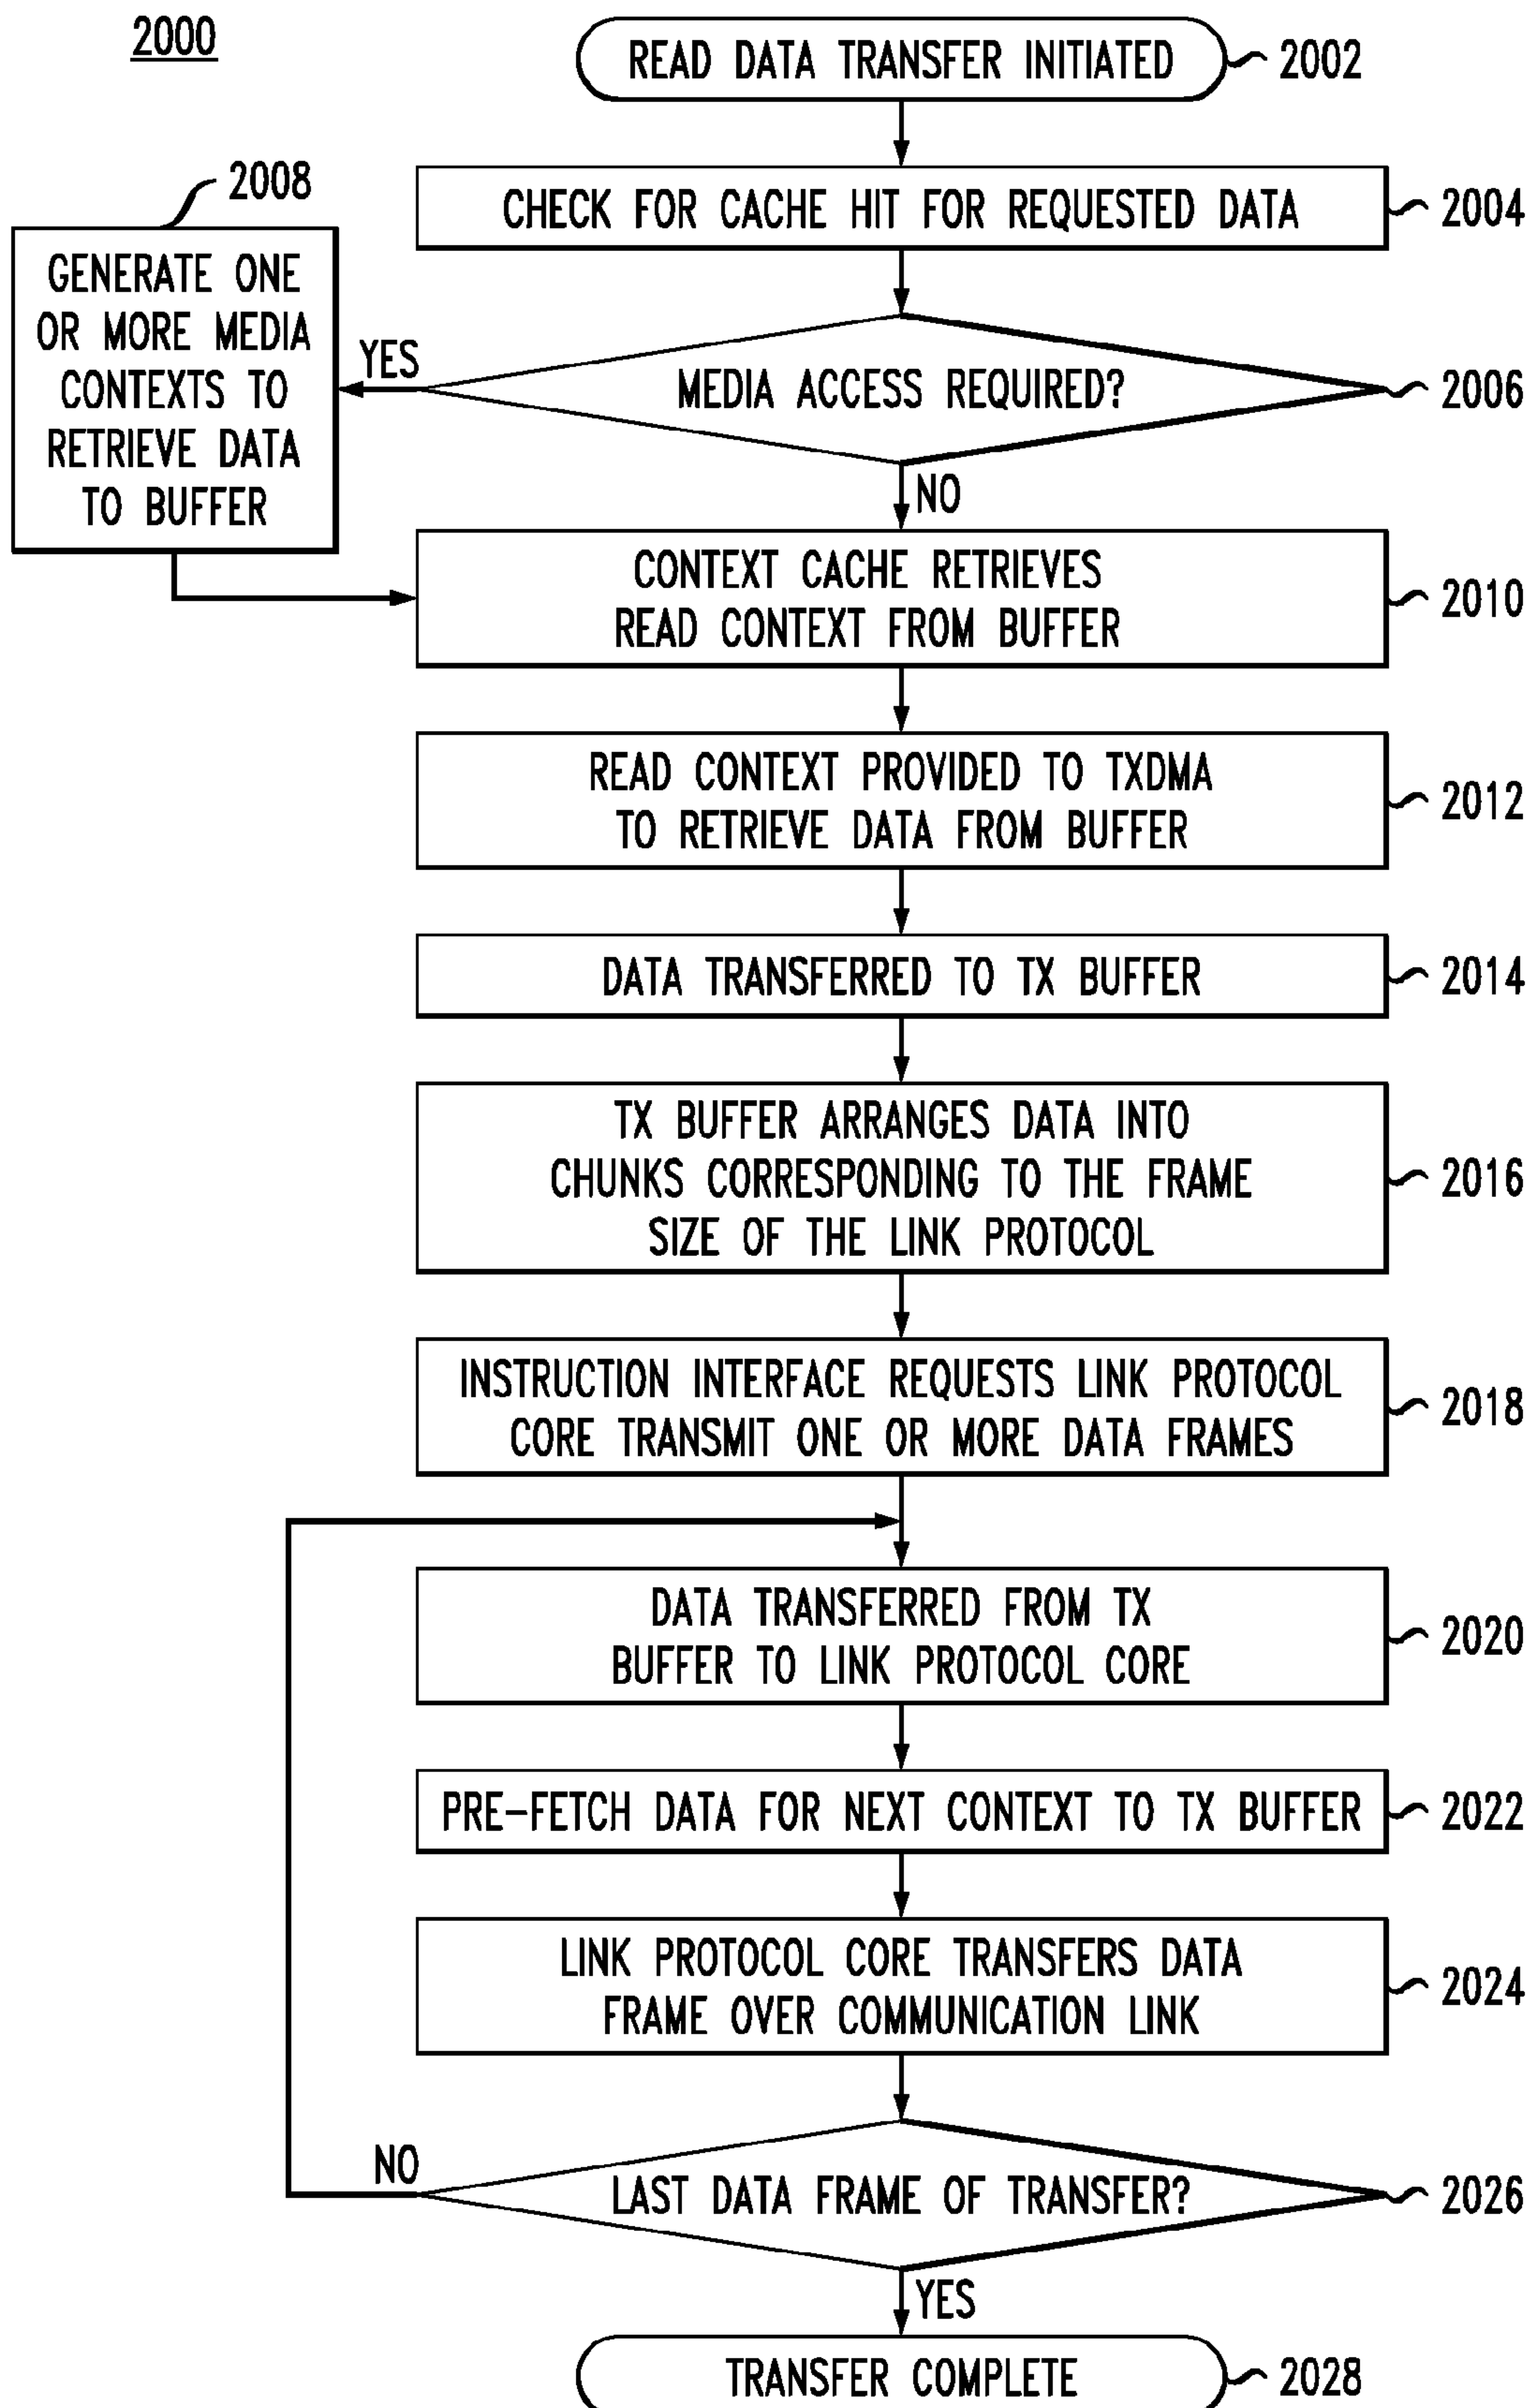 2000
READ DATA TRANSFER INITIATED
2002
CHECK FOR CACHE HIT FOR REQUESTED DATA
2004
2008
GENERATE ONE
OR MORE MEDIA
CONTEXTS TO
RETRIEVE DATA
TO BUFFER
YES
MEDIA ACCESS REQUIRED?
2006
NO
CONTEXT CACHE RETRIEVES
READ CONTEXT FROM BUFFER
2010
READ CONTEXT PROVIDED TO TXDMA
TO RETRIEVE DATA FROM BUFFER
2012
DATA TRANSFERRED TO TX BUFFER
2014
TX BUFFER ARRANGES DATA INTO
CHUNKS CORRESPONDING TO THE FRAME
SIZE OF THE LINK PROTOCOL
2016
INSTRUCTION INTERFACE REQUESTS LINK PROTOCOL
CORE TRANSMIT ONE OR MORE DATA FRAMES
2018
DATA TRANSFERRED FROM TX
BUFFER TO LINK PROTOCOL CORE
2020
PRE-FETCH DATA FOR NEXT CONTEXT TO TX BUFFER
2022
LINK PROTOCOL CORE TRANSFERS DATA
FRAME OVER COMMUNICATION LINK
2024
NO
LAST DATA FRAME OF TRANSFER?
2026
YES
TRANSFER COMPLETE
2028